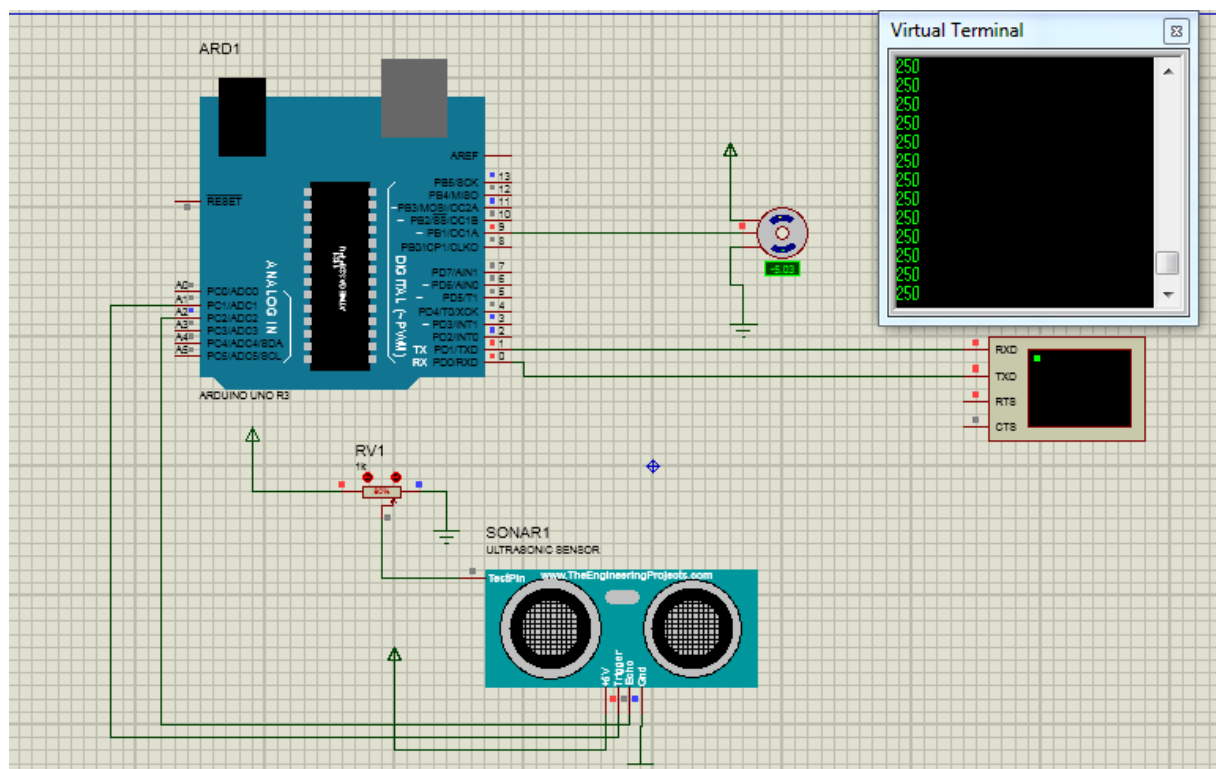 Virtual Terminal
250
250
250
250
250
250
250
250
250
250
250
250
250
ARD1
AREF
RESET
PB5/SCK 13
PB4/MISO 12
~PB3/MOSI/OC2A 11
~ PB2/SS/OC1B 10
~ PB1/OC1A 9
PB0/ICP1/CLKO 8
PD7/AIN1 7
~ PD6/AIN0 6
~ PD5/T1 5
PD4/T0/XCK 4
~ PD3/INT1 3
PD2/INT0 2
TX PD1/TXD 1
RX PD0/RXD 0
DIGITAL (~PWM)
ANALOG IN
A0 PC0/ADC0
A1 PC1/ADC1
A2 PC2/ADC2
A3 PC3/ADC3
A4 PC4/ADC4/SDA
A5 PC5/ADC5/SCL
ARDUINO UNO R3
-5.03
RXD
TXD
RTS
CTS
RV1
1k
SONAR1
ULTRASONIC SENSOR
TestPin
www.TheEngineeringProjects.com
+5V
Trigger
Echo
Gnd